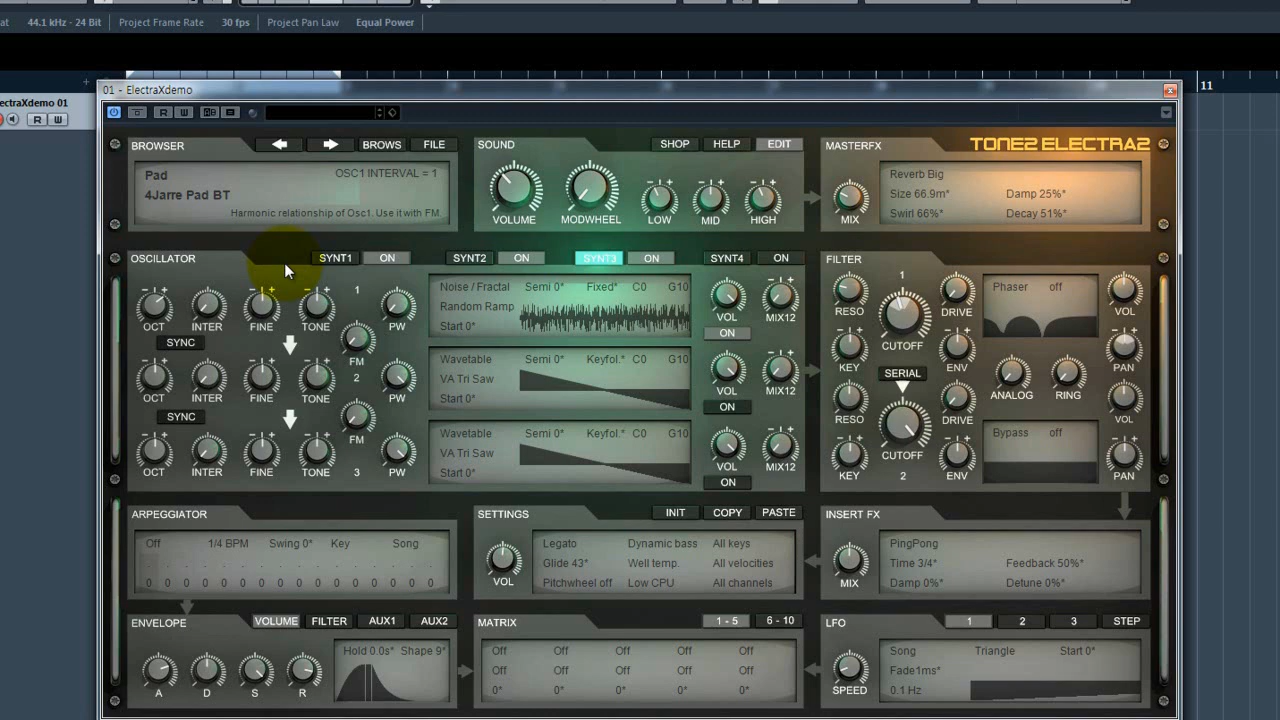 44.1 kHz - 24 Bit Project Frame Rate 30 fps Project Pan Law Equal Power
11
01 - ElectraXdemo
ectraXdemo 01
R W
R W
BROWSER BROWS FILE
Pad OSC1 INTERVAL = 1
4Jarre Pad BT
Harmonic relationship of Osc1. Use it with FM.
SOUND SHOP HELP EDIT
VOLUME MODWHEEL LOW MID HIGH
MASTERFX TONE2 ELECTRA2
MIX
Reverb Big
Size 66.9m* Damp 25%*
Swirl 66%* Decay 51%*
OSCILLATOR SYNT1 ON SYNT2 ON SYNT3 ON SYNT4 ON
OCT INTER FINE TONE 1 PW
SYNC FM
Noise / Fractal Semi 0* Fixed* C0 G10
Random Ramp
Start 0*
VOL MIX12
ON
OCT INTER FINE TONE 2 PW
SYNC FM
Wavetable Semi 0* Keyfol.* C0 G10
VA Tri Saw
Start 0*
VOL MIX12
ON
OCT INTER FINE TONE 3 PW
Wavetable Semi 0* Keyfol.* C0 G10
VA Tri Saw
Start 0*
VOL MIX12
ON
FILTER
1
RESO CUTOFF DRIVE
Phaser off
VOL
KEY SERIAL ENV
ANALOG RING PAN
RESO CUTOFF DRIVE
Bypass off
VOL
KEY 2 ENV PAN
ARPEGGIATOR
Off 1/4 BPM Swing 0* Key Song
0 0 0 0 0 0 0 0 0 0 0 0 0 0 0 0
SETTINGS INIT COPY PASTE
VOL
Legato Dynamic bass All keys
Glide 43* Well temp. All velocities
Pitchwheel off Low CPU All channels
INSERT FX
MIX
PingPong
Time 3/4* Feedback 50%*
Damp 0%* Detune 0%*
ENVELOPE VOLUME FILTER AUX1 AUX2
A D S R
Hold 0.0s* Shape 9*
MATRIX 1 - 5 6 - 10
Off Off Off Off Off
Off Off Off Off Off
0* 0* 0* 0* 0*
LFO 1 2 3 STEP
SPEED
Song Triangle Start 0*
Fade1ms*
0.1 Hz